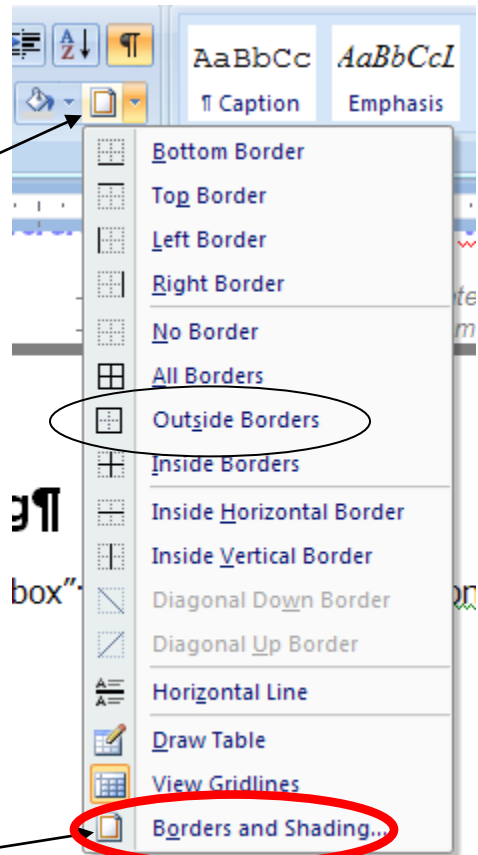 AaBbCc AaBbCcI
¶ Caption Emphasis
Bottom Border
Top Border
Left Border
Right Border
No Border
All Borders
Outside Borders
Inside Borders
g¶
Inside Horizontal Border
Inside Vertical Border
box”
Diagonal Down Border
Diagonal Up Border
Horizontal Line
Draw Table
View Gridlines
Borders and Shading...